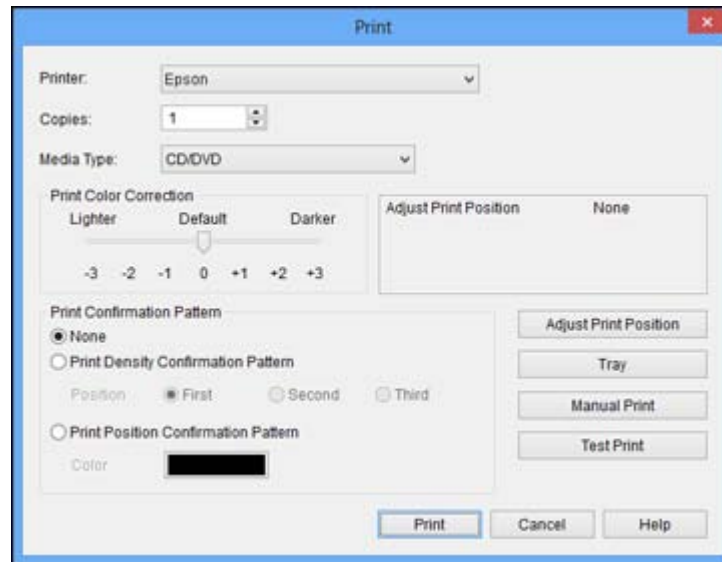 Print
Printer: Epson
Copies: 1
Media Type: CD/DVD
Print Color Correction
Lighter Default Darker
-3 -2 -1 0 +1 +2 +3
Adjust Print Position None
Print Confirmation Pattern
None
Print Density Confirmation Pattern
Position First Second Third
Print Position Confirmation Pattern
Color
Adjust Print Position
Tray
Manual Print
Test Print
Print Cancel Help